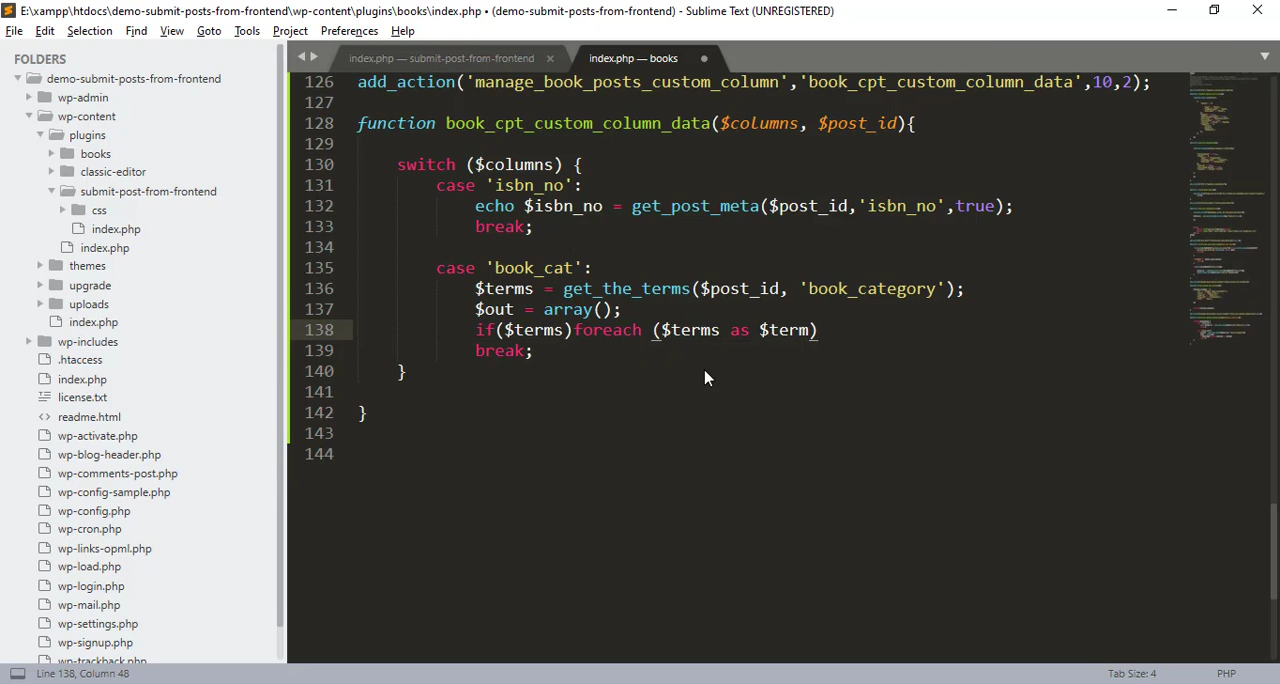 E:\xampp\htdocs\demo-submit-posts-from-frontend\wp-content\plugins\books\index.php • (demo-submit-posts-from-frontend) - Sublime Text (UNREGISTERED)
File Edit Selection Find View Goto Tools Project Preferences Help
FOLDERS
demo-submit-posts-from-frontend
wp-admin
wp-content
plugins
books
classic-editor
submit-post-from-frontend
css
index.php
index.php
themes
upgrade
uploads
index.php
wp-includes
.htaccess
index.php
license.txt
readme.html
wp-activate.php
wp-blog-header.php
wp-comments-post.php
wp-config-sample.php
wp-config.php
wp-cron.php
wp-links-opml.php
wp-load.php
wp-login.php
wp-mail.php
wp-settings.php
wp-signup.php
wp-trackback.php
index.php — submit-post-from-frontend × index.php — books
126 add_action('manage_book_posts_custom_column','book_cpt_custom_column_data',10,2);
127
128 function book_cpt_custom_column_data($columns, $post_id){
129
130 switch ($columns) {
131 case 'isbn_no':
132 echo $isbn_no = get_post_meta($post_id,'isbn_no',true);
133 break;
134
135 case 'book_cat':
136 $terms = get_the_terms($post_id, 'book_category');
137 $out = array();
138 if($terms)foreach ($terms as $term)
139 break;
140 }
141
142 }
143
144
Line 138, Column 48 Tab Size: 4 PHP